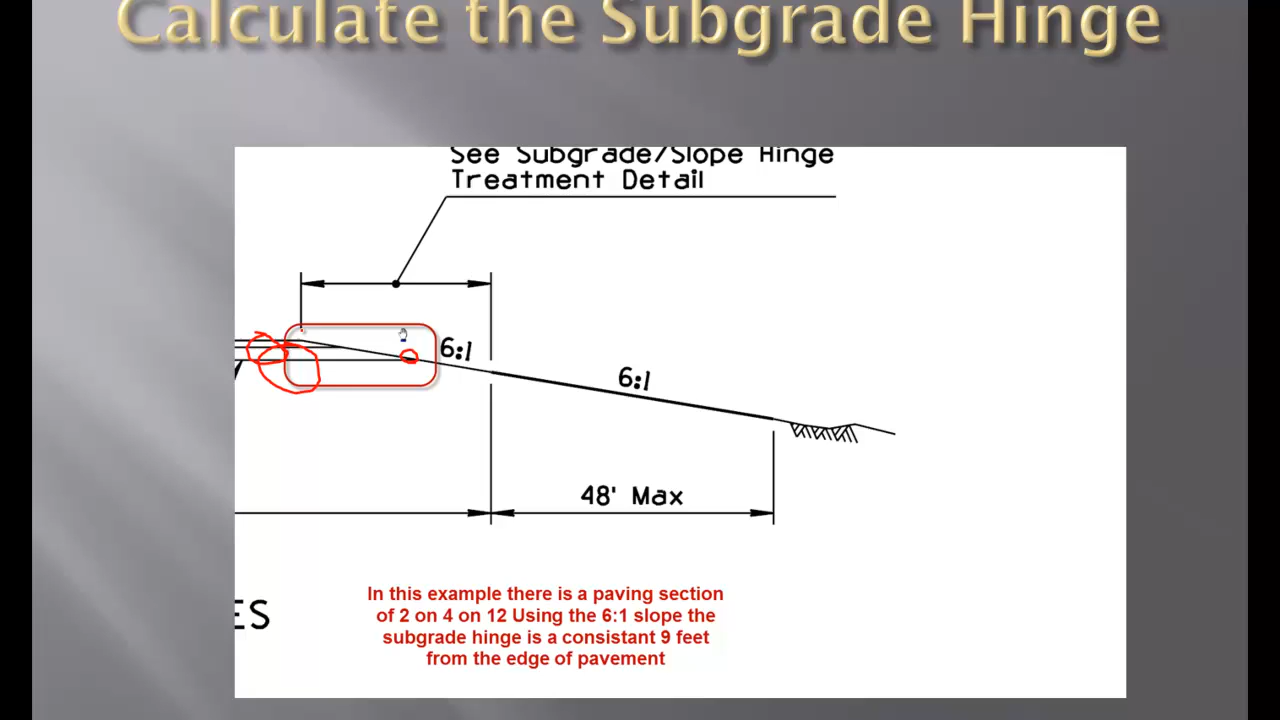 Calculate the Subgrade Hinge
See Subgrade/Slope Hinge
Treatment Detail
6:1
6:1
48' Max
ES
In this example there is a paving section
of 2 on 4 on 12 Using the 6:1 slope the
subgrade hinge is a consistant 9 feet
from the edge of pavement